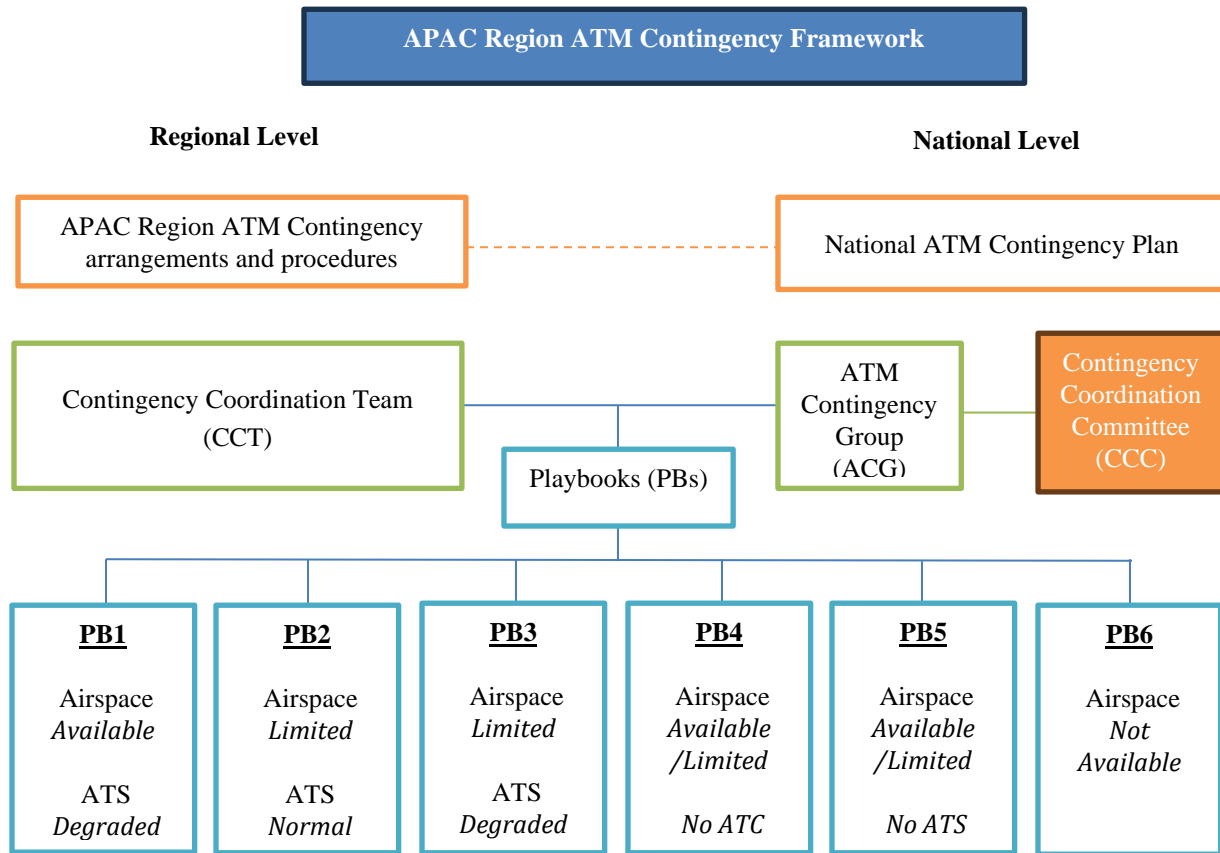 APAC Region ATM Contingency Framework
Regional Level
National Level
APAC Region ATM Contingency
arrangements and procedures
National ATM Contingency Plan
Contingency Coordination Team
(CCT)
ATM
Contingency
Group
(ACG)
Contingency
Coordination
Committee
(CCC)
Playbooks (PBs)
PB1
Airspace
Available
ATS
Degraded
PB2
Airspace
Limited
ATS
Normal
PB3
Airspace
Limited
ATS
Degraded
PB4
Airspace
Available
/Limited
No ATC
PB5
Airspace
Available
/Limited
No ATS
PB6
Airspace
Not
Available